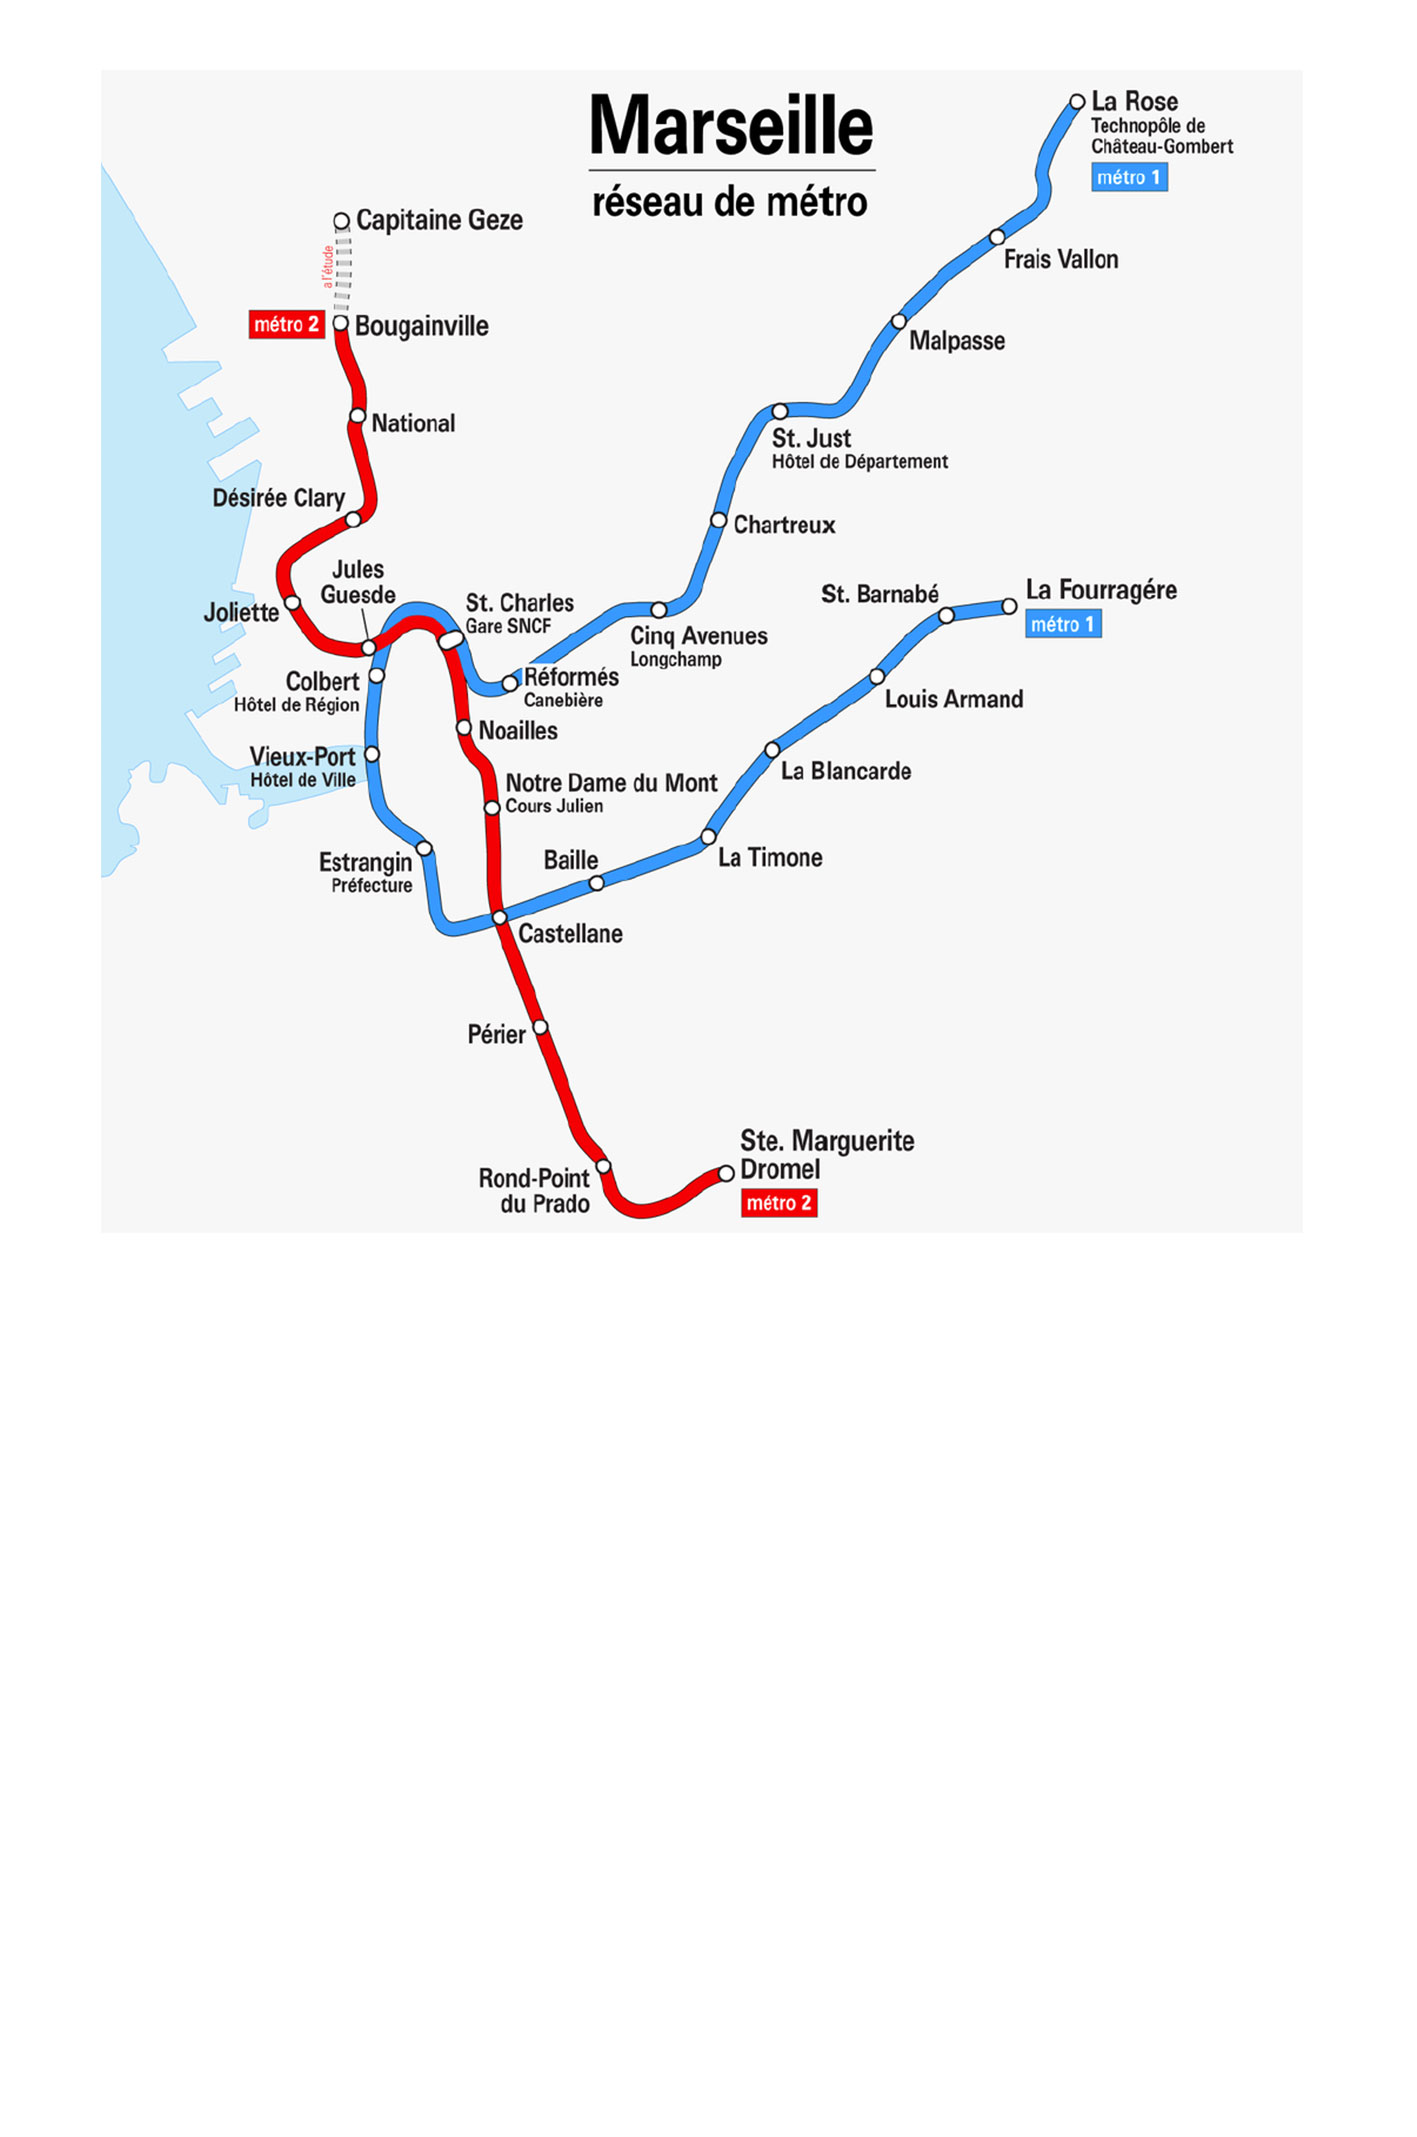 Marseille
réseau de métro
La Rose
Technopôle de
Château-Gombert
métro 1
Capitaine Geze
a l'étude
Frais Vallon
métro 2
Bougainville
Malpasse
National
St. Just
Hôtel de Département
Désirée Clary
Chartreux
Jules
Guesde
Joliette
St. Charles
Gare SNCF
St. Barnabé
La Fourragére
métro 1
Cinq Avenues
Longchamp
Colbert
Hôtel de Région
Réformés
Canebière
Louis Armand
Noailles
Vieux-Port
Hôtel de Ville
La Blancarde
Notre Dame du Mont
Cours Julien
Estrangin
Préfecture
Baille
La Timone
Castellane
Périer
Ste. Marguerite
Dromel
métro 2
Rond-Point
du Prado